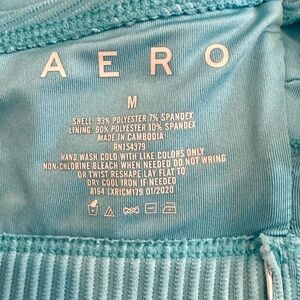 AERO
M
SHELL: 93% POLYESTER 7% SPANDEX
LINING: 90% POLYESTER 10% SPANDEX
MADE IN CAMBODIA
RN154379
HAND WASH COLD WITH LIKE COLORS ONLY
NON-CHLORINE BLEACH WHEN NEEDED DO NOT WRING
OR TWIST RESHAPE LAY FLAT TO
DRY COOL IRON IF NEEDED
8164 LXRICM179 01/2020